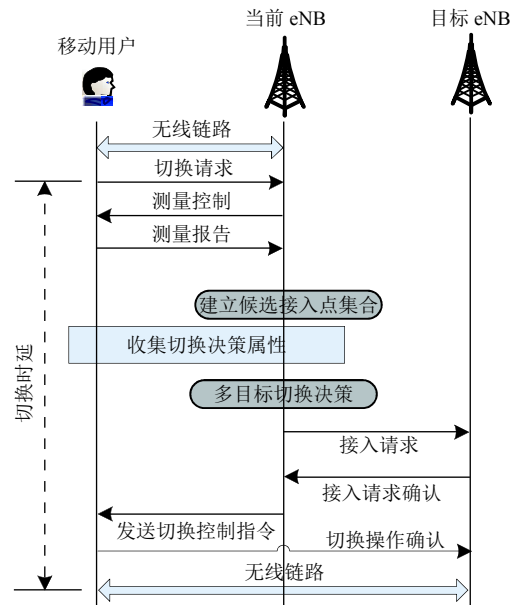 当前 eNB
目标 eNB
移动用户
无线链路
切换请求
测量控制
测量报告
建立候选接入点集合
收集切换决策属性
多目标切换决策
切换时延
接入请求
接入请求确认
发送切换控制指令
切换操作确认
无线链路